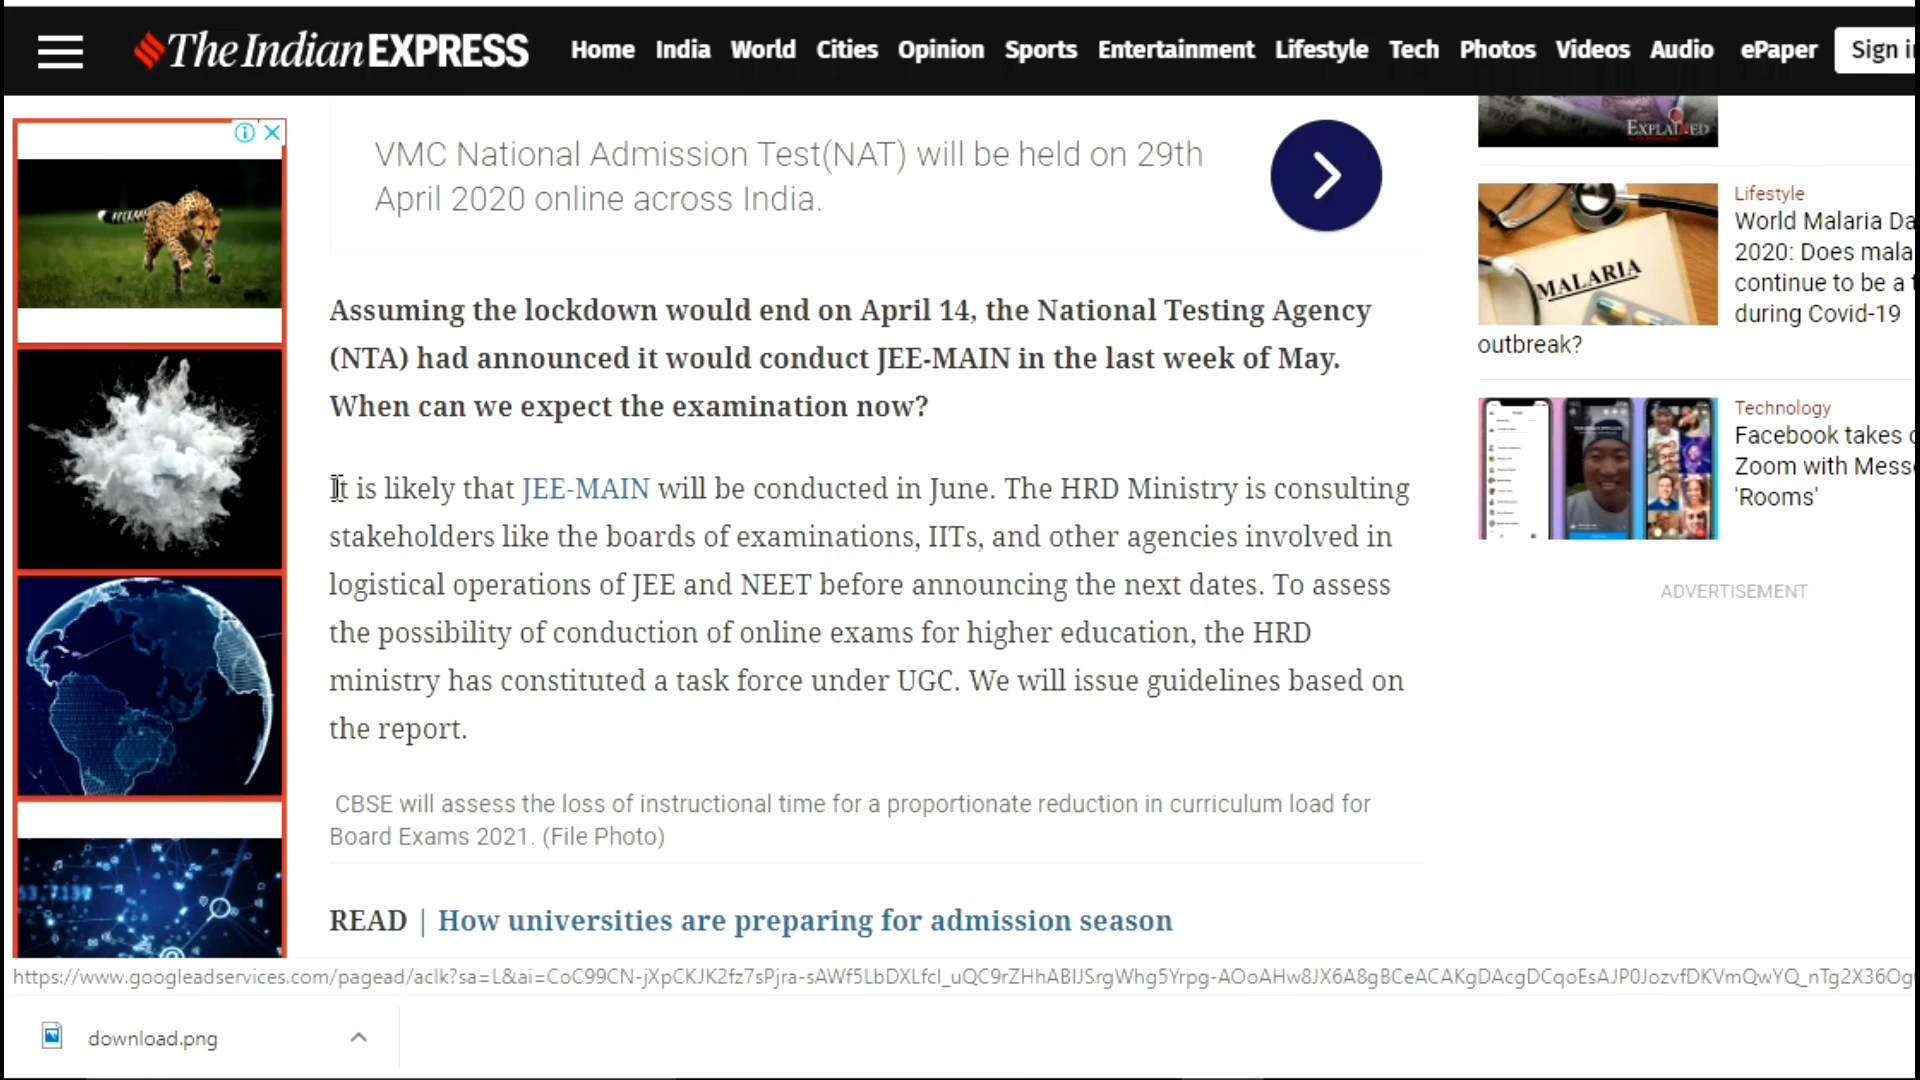 The Indian EXPRESS
Home India World Cities Opinion Sports Entertainment Lifestyle Tech Photos Videos Audio ePaper Sign i
VMC National Admission Test(NAT) will be held on 29th
April 2020 online across India.
Assuming the lockdown would end on April 14, the National Testing Agency
(NTA) had announced it would conduct JEE-MAIN in the last week of May.
When can we expect the examination now?
It is likely that JEE-MAIN will be conducted in June. The HRD Ministry is consulting
stakeholders like the boards of examinations, IITs, and other agencies involved in
logistical operations of JEE and NEET before announcing the next dates. To assess
the possibility of conduction of online exams for higher education, the HRD
ministry has constituted a task force under UGC. We will issue guidelines based on
the report.
CBSE will assess the loss of instructional time for a proportionate reduction in curriculum load for
Board Exams 2021. (File Photo)
READ | How universities are preparing for admission season
EXPLAINED
MALARIA
Lifestyle
World Malaria Da
2020: Does mala
continue to be a t
during Covid-19
outbreak?
Technology
Facebook takes o
Zoom with Mess
'Rooms'
ADVERTISEMENT
download.png